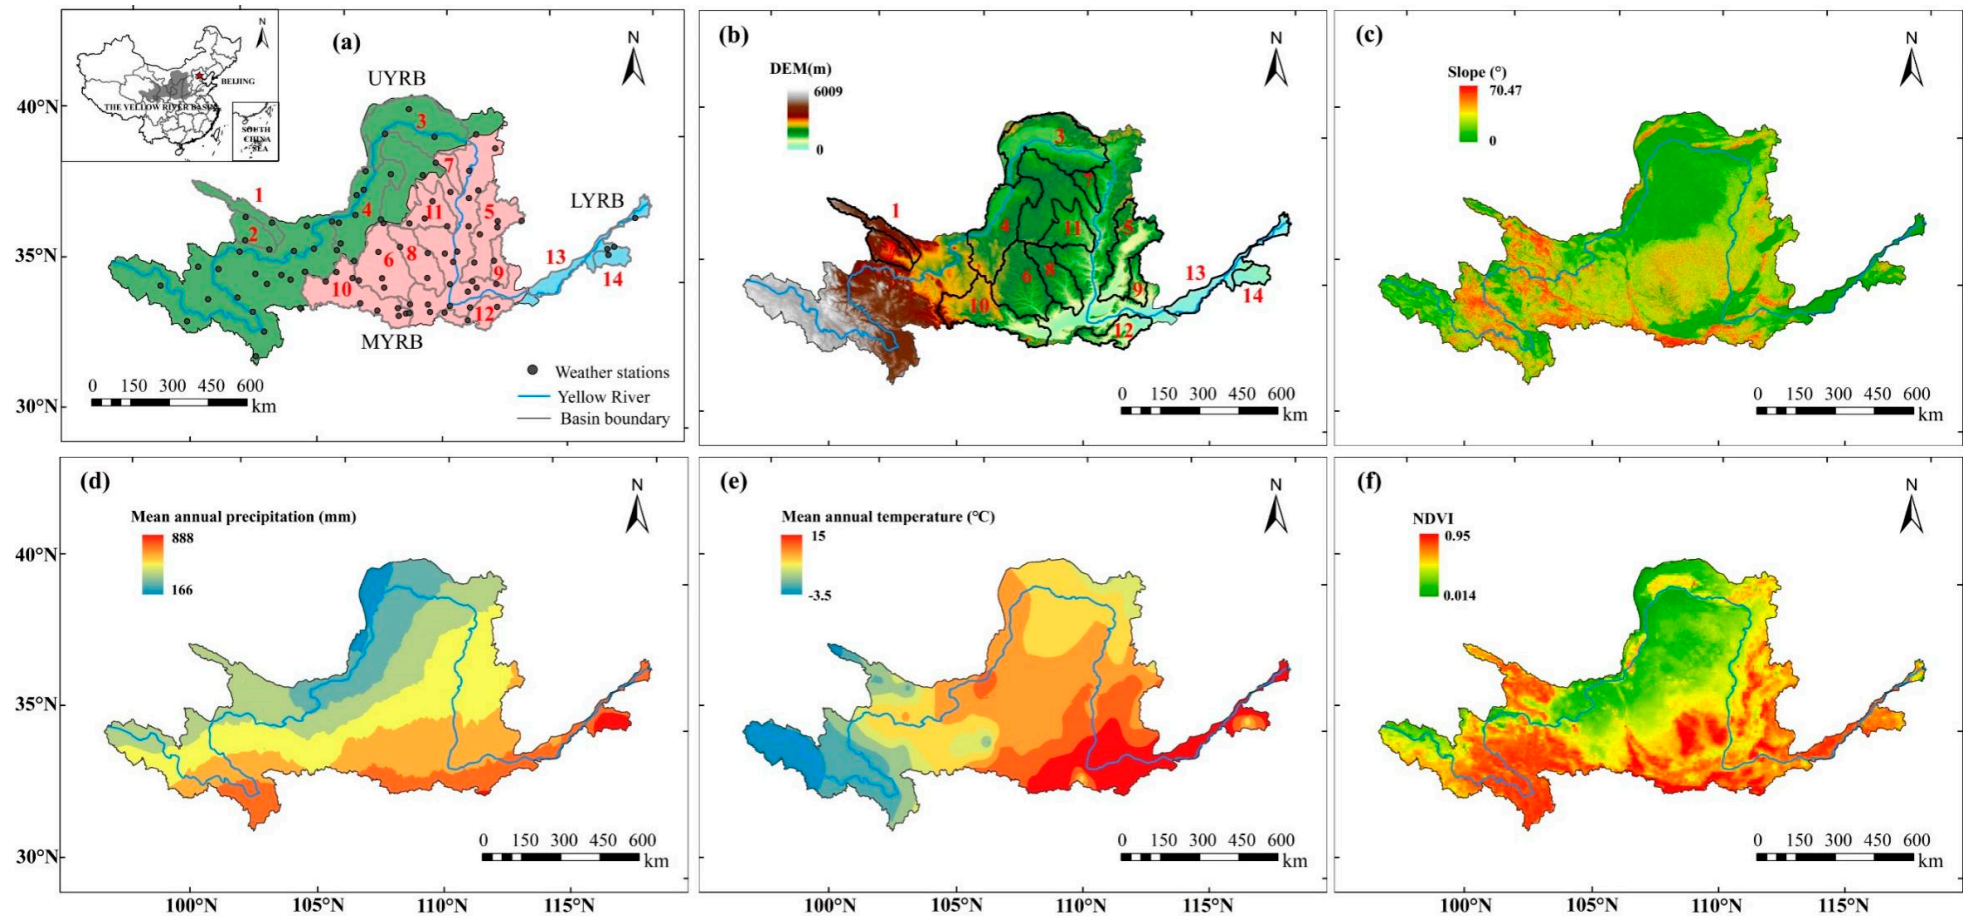 (a)
N
BEIJING
THE YELLOW RIVER BASIN
SOUTH
CHINA
SEA
N
UYRB
LYRB
MYRB
1
2
3
4
5
6
7
8
9
10
11
12
13
14
Weather stations
Yellow River
Basin boundary
0 150 300 450 600
km
40°N
35°N
30°N
(b)
N
DEM(m)
6009
0
1
3
4
5
6
7
8
9
10
11
12
13
14
0 150 300 450 600
km
(c)
N
Slope (°)
70.47
0
0 150 300 450 600
km
(d)
N
Mean annual precipitation (mm)
888
166
0 150 300 450 600
km
40°N
35°N
30°N
100°N 105°N 110°N 115°N
(e)
N
Mean annual temperature (°C)
15
-3.5
0 150 300 450 600
km
100°N 105°N 110°N 115°N
(f)
N
NDVI
0.95
0.014
0 150 300 450 600
km
100°N 105°N 110°N 115°N